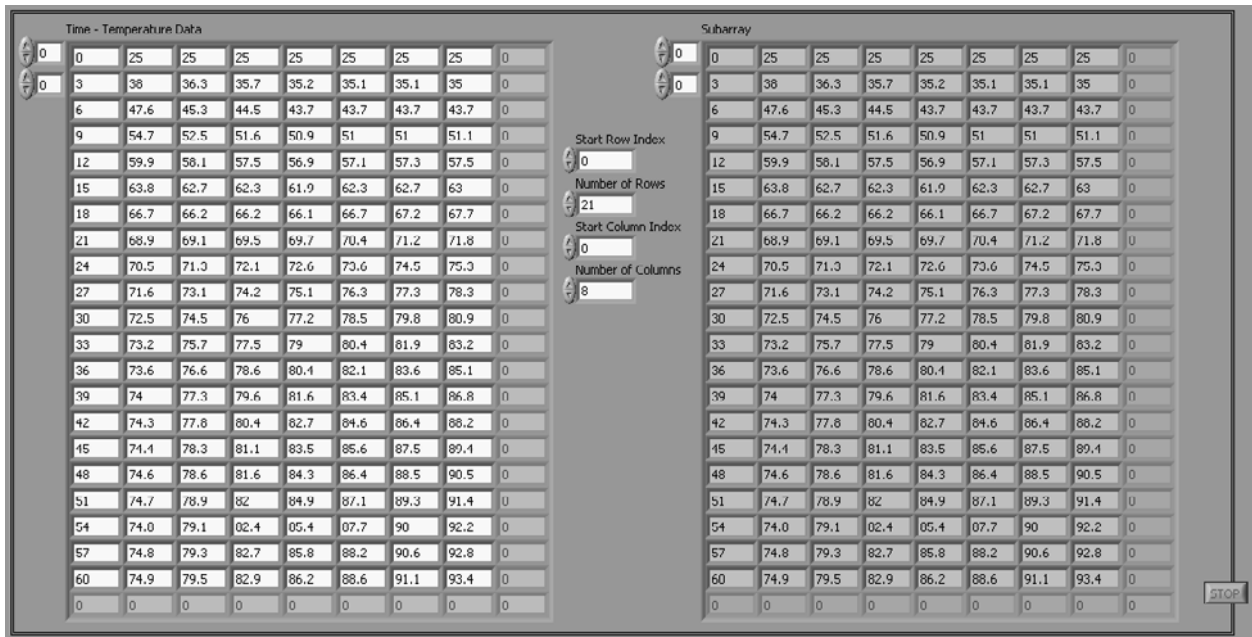 Time - Temperature Data
0
0
0 25 25 25 25 25 25 25 0
3 38 36.3 35.7 35.2 35.1 35.1 35 0
6 47.6 45.3 44.5 43.7 43.7 43.7 43.7 0
9 54.7 52.5 51.6 50.9 51 51 51.1 0
12 59.9 58.1 57.5 56.9 57.1 57.3 57.5 0
15 63.8 62.7 62.3 61.9 62.3 62.7 63 0
18 66.7 66.2 66.2 66.1 66.7 67.2 67.7 0
21 68.9 69.1 69.5 69.7 70.4 71.2 71.8 0
24 70.5 71.3 72.1 72.6 73.6 74.5 75.3 0
27 71.6 73.1 74.2 75.1 76.3 77.3 78.3 0
30 72.5 74.5 76 77.2 78.5 79.8 80.9 0
33 73.2 75.7 77.5 79 80.4 81.9 83.2 0
36 73.6 76.6 78.6 80.4 82.1 83.6 85.1 0
39 74 77.3 79.6 81.6 83.4 85.1 86.8 0
42 74.3 77.8 80.4 82.7 84.6 86.4 88.2 0
45 74.4 78.3 81.1 83.5 85.6 87.5 89.4 0
48 74.6 78.6 81.6 84.3 86.4 88.5 90.5 0
51 74.7 78.9 82 84.9 87.1 89.3 91.4 0
54 74.8 79.1 82.4 85.4 87.7 90 92.2 0
57 74.8 79.3 82.7 85.8 88.2 90.6 92.8 0
60 74.9 79.5 82.9 86.2 88.6 91.1 93.4 0
0 0 0 0 0 0 0 0 0
Start Row Index
0
Number of Rows
21
Start Column Index
0
Number of Columns
8
Subarray
0
0
0 25 25 25 25 25 25 25 0
3 38 36.3 35.7 35.2 35.1 35.1 35 0
6 47.6 45.3 44.5 43.7 43.7 43.7 43.7 0
9 54.7 52.5 51.6 50.9 51 51 51.1 0
12 59.9 58.1 57.5 56.9 57.1 57.3 57.5 0
15 63.8 62.7 62.3 61.9 62.3 62.7 63 0
18 66.7 66.2 66.2 66.1 66.7 67.2 67.7 0
21 68.9 69.1 69.5 69.7 70.4 71.2 71.8 0
24 70.5 71.3 72.1 72.6 73.6 74.5 75.3 0
27 71.6 73.1 74.2 75.1 76.3 77.3 78.3 0
30 72.5 74.5 76 77.2 78.5 79.8 80.9 0
33 73.2 75.7 77.5 79 80.4 81.9 83.2 0
36 73.6 76.6 78.6 80.4 82.1 83.6 85.1 0
39 74 77.3 79.6 81.6 83.4 85.1 86.8 0
42 74.3 77.8 80.4 82.7 84.6 86.4 88.2 0
45 74.4 78.3 81.1 83.5 85.6 87.5 89.4 0
48 74.6 78.6 81.6 84.3 86.4 88.5 90.5 0
51 74.7 78.9 82 84.9 87.1 89.3 91.4 0
54 74.8 79.1 82.4 85.4 87.7 90 92.2 0
57 74.8 79.3 82.7 85.8 88.2 90.6 92.8 0
60 74.9 79.5 82.9 86.2 88.6 91.1 93.4 0
0 0 0 0 0 0 0 0 0
STOP